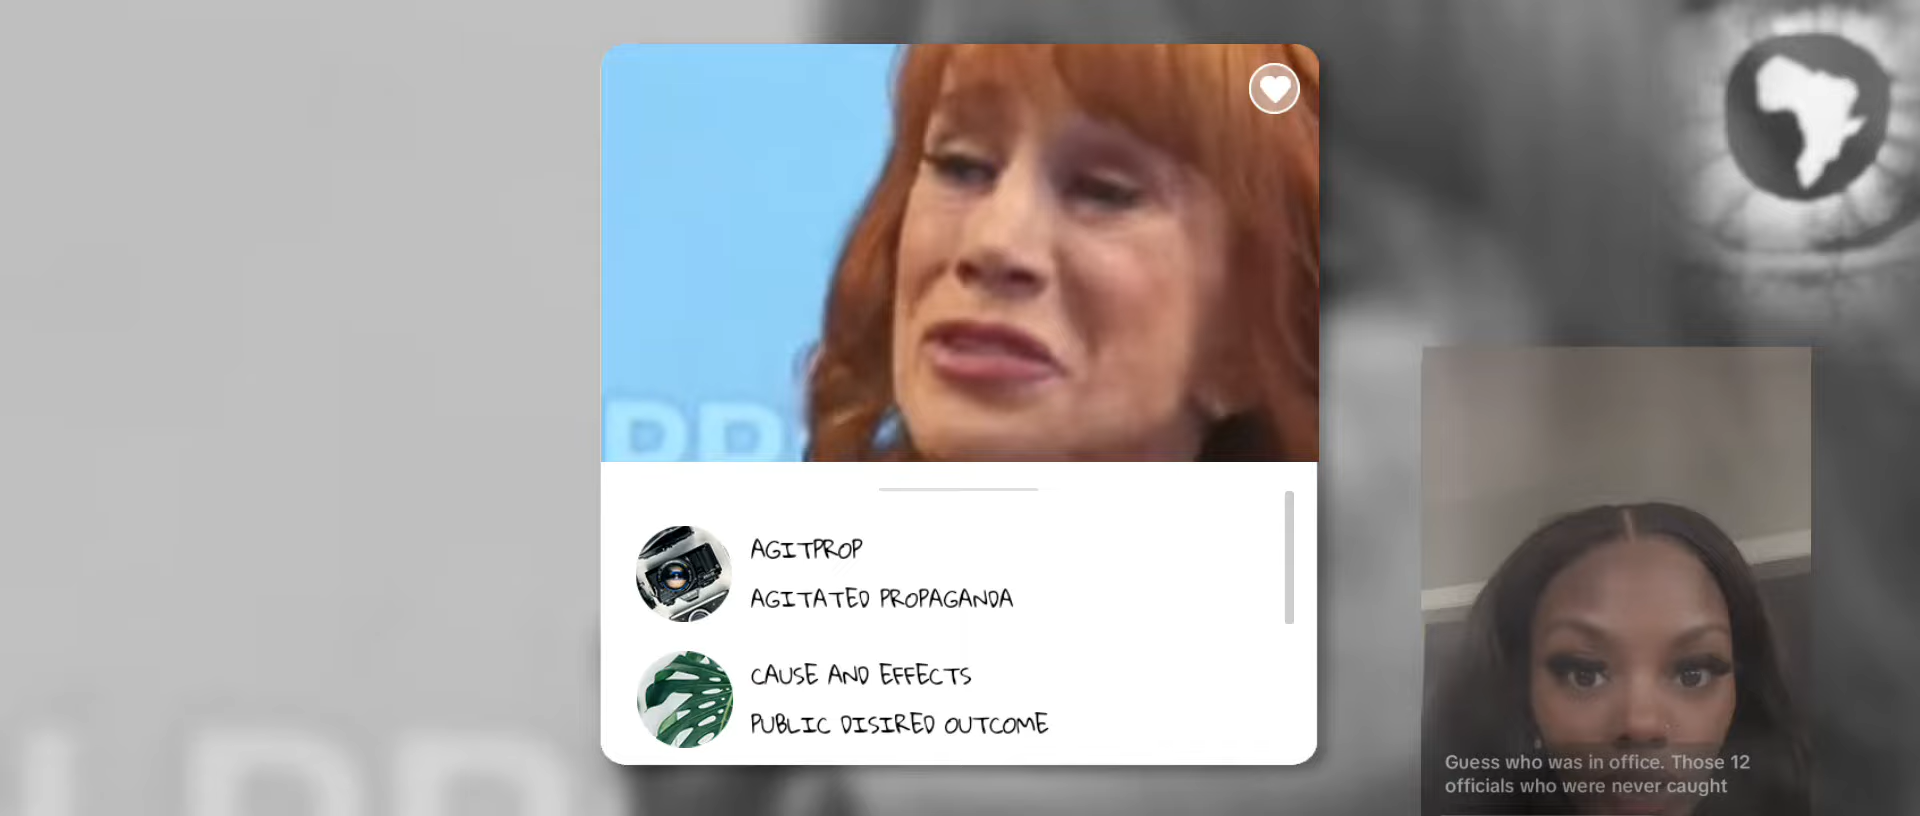 AGITPROP
AGITATED PROPAGANDA
CAUSE AND EFFECTS
PUBLIC DISIRED OUTCOME
Guess who was in office. Those 12
officials who were never caught